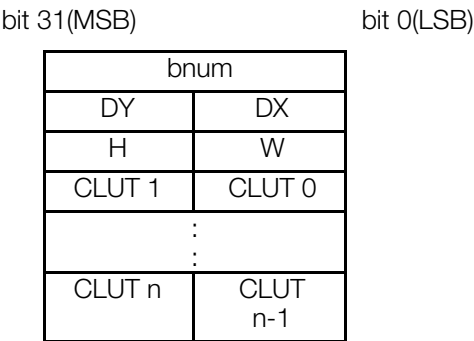 bit 31(MSB) bit 0(LSB)
bnum
DY DX
H W
CLUT 1 CLUT 0
:
:
CLUT n CLUT
n-1